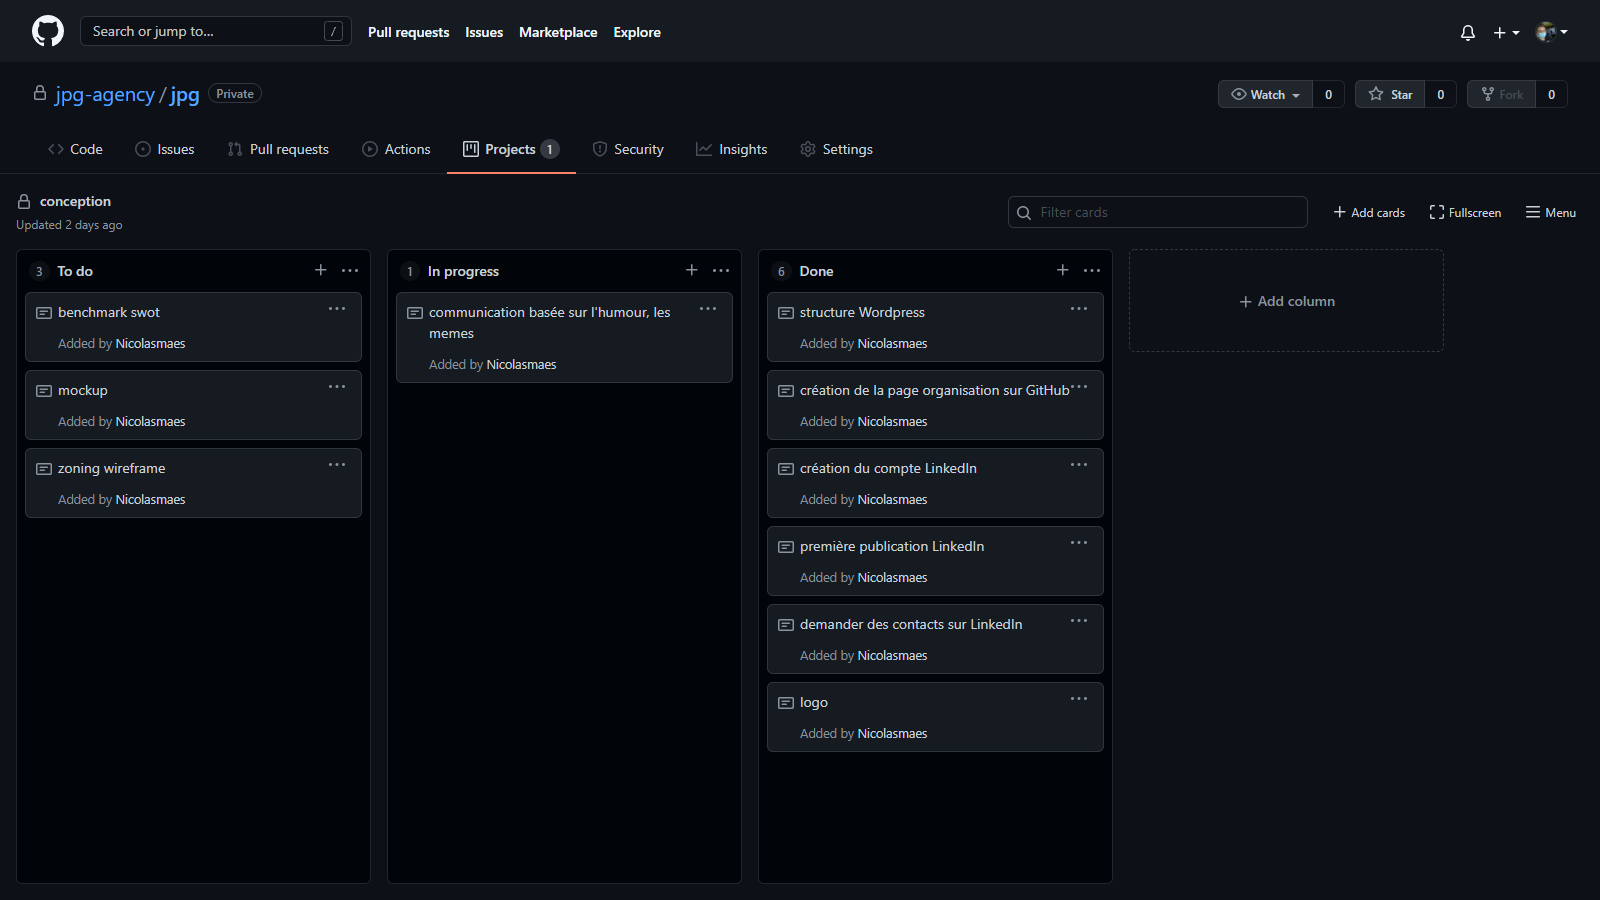 Search or jump to...
/
Pull requests
Issues
Marketplace
Explore
jpg-agency / jpg
Private
Watch
0
Star
0
Fork
0
Code
Issues
Pull requests
Actions
Projects 1
Security
Insights
Settings
conception
Updated 2 days ago
Filter cards
Add cards
Fullscreen
Menu
3 To do
benchmark swot
Added by Nicolasmaes
mockup
Added by Nicolasmaes
zoning wireframe
Added by Nicolasmaes
1 In progress
communication basée sur l'humour, les
memes
Added by Nicolasmaes
6 Done
structure Wordpress
Added by Nicolasmaes
création de la page organisation sur GitHub
Added by Nicolasmaes
création du compte LinkedIn
Added by Nicolasmaes
première publication LinkedIn
Added by Nicolasmaes
demander des contacts sur LinkedIn
Added by Nicolasmaes
logo
Added by Nicolasmaes
Add column